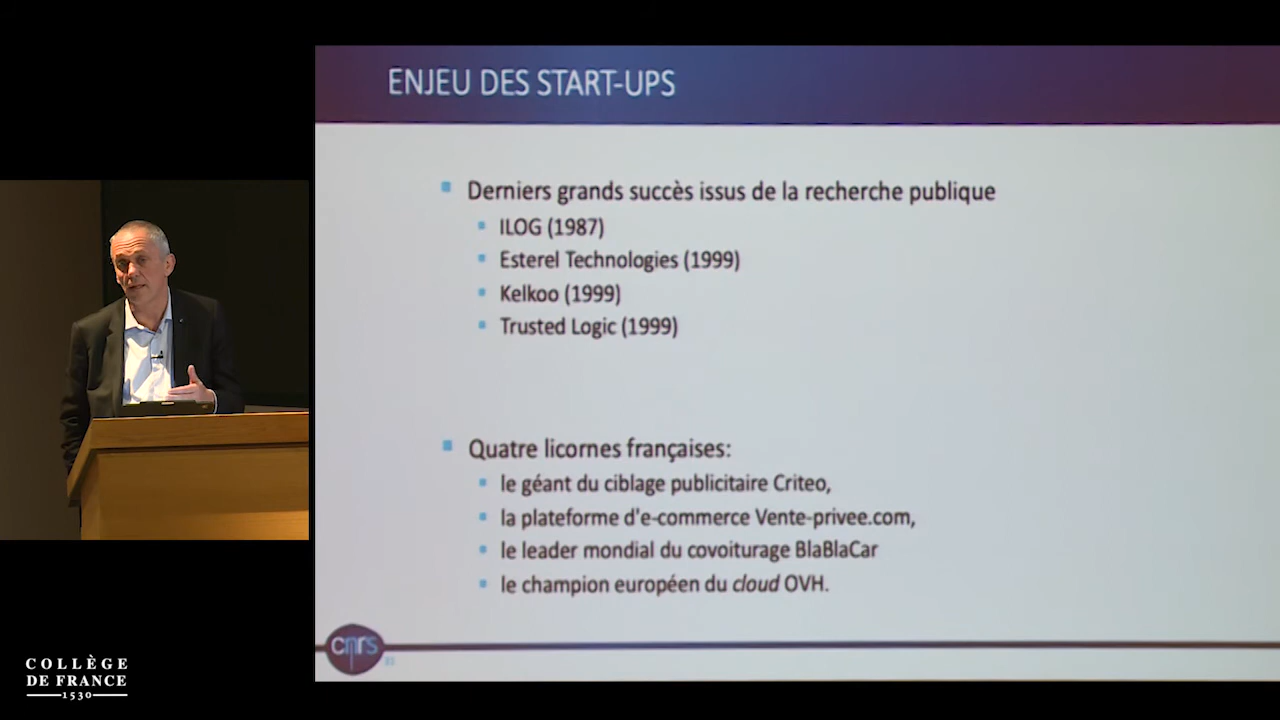 ENJEU DES START-UPS
Derniers grands succès issus de la recherche publique
ILOG (1987)
Esterel Technologies (1999)
Kelkoo (1999)
Trusted Logic (1999)
Quatre licornes françaises:
le géant du ciblage publicitaire Criteo,
la plateforme d'e-commerce Vente-privee.com,
le leader mondial du covoiturage BlaBlaCar
le champion européen du cloud OVH.
cnrs
COLLÈGE
DE FRANCE
1530